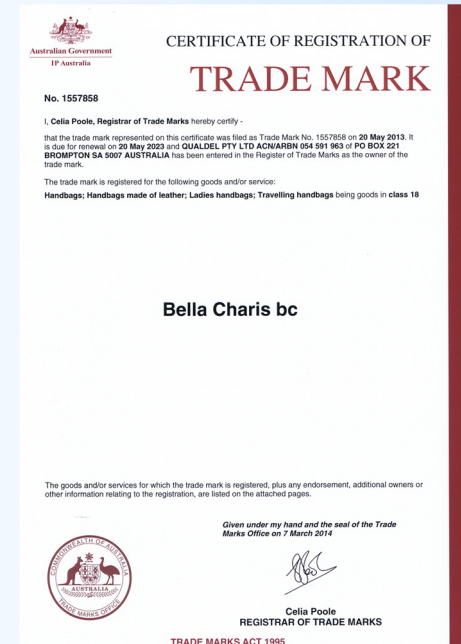 Australian Government
IP Australia
CERTIFICATE OF REGISTRATION OF
TRADE MARK
No. 1557858
I, Celia Poole, Registrar of Trade Marks hereby certify -
that the trade mark represented on this certificate was filed as Trade Mark No. 1557858 on 20 May 2013. It
is due for renewal on 20 May 2023 and QUALDEL PTY LTD ACN/ARBN 054 591 963 of PO BOX 221
BROMPTON SA 5007 AUSTRALIA has been entered in the Register of Trade Marks as the owner of the
trade mark.
The trade mark is registered for the following goods and/or service:
Handbags; Handbags made of leather; Ladies handbags; Travelling handbags being goods in class 18
Bella Charis bc
The goods and/or services for which the trade mark is registered, plus any endorsement, additional owners or
other information relating to the registration, are listed on the attached pages.
Given under my hand and the seal of the Trade
Marks Office on 7 March 2014
COMMONWEALTH OF AUSTRALIA
AUSTRALIA
TRADE MARKS OFFICE
Celia Poole
REGISTRAR OF TRADE MARKS
TRADE MARKS ACT 1995